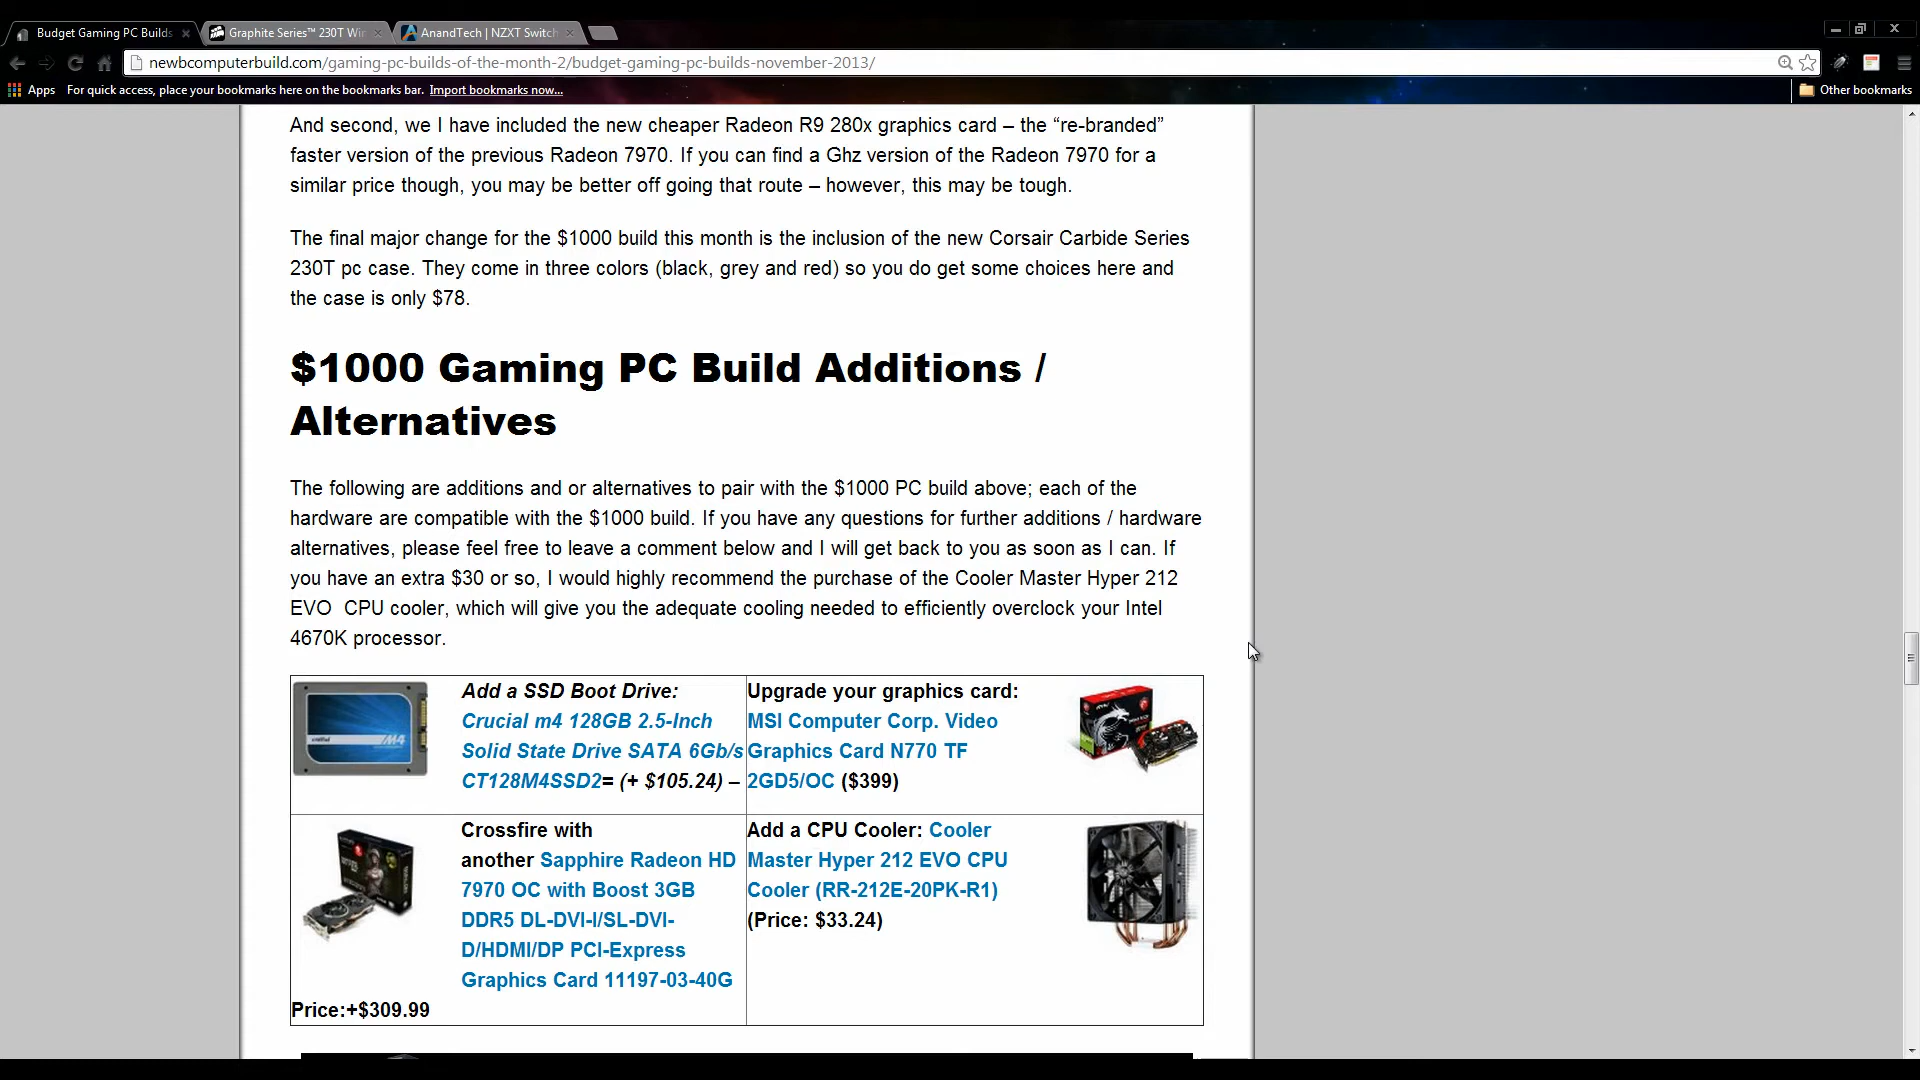 Budget Gaming PC Builds
Graphite Series™ 230T Win
AnandTech | NZXT Switch
newbcomputerbuild.com/gaming-pc-builds-of-the-month-2/budget-gaming-pc-builds-november-2013/
Apps For quick access, place your bookmarks here on the bookmarks bar. Import bookmarks now... Other bookmarks
And second, we I have included the new cheaper Radeon R9 280x graphics card – the “re-branded”
faster version of the previous Radeon 7970. If you can find a Ghz version of the Radeon 7970 for a
similar price though, you may be better off going that route – however, this may be tough.
The final major change for the $1000 build this month is the inclusion of the new Corsair Carbide Series
230T pc case. They come in three colors (black, grey and red) so you do get some choices here and
the case is only $78.
$1000 Gaming PC Build Additions /
Alternatives
The following are additions and or alternatives to pair with the $1000 PC build above; each of the
hardware are compatible with the $1000 build. If you have any questions for further additions / hardware
alternatives, please feel free to leave a comment below and I will get back to you as soon as I can. If
you have an extra $30 or so, I would highly recommend the purchase of the Cooler Master Hyper 212
EVO  CPU cooler, which will give you the adequate cooling needed to efficiently overclock your Intel
4670K processor.
Add a SSD Boot Drive:
Crucial m4 128GB 2.5-Inch
Solid State Drive SATA 6Gb/s
CT128M4SSD2= (+ $105.24) –
Upgrade your graphics card:
MSI Computer Corp. Video
Graphics Card N770 TF
2GD5/OC ($399)
Crossfire with
another Sapphire Radeon HD
7970 OC with Boost 3GB
DDR5 DL-DVI-I/SL-DVI-
D/HDMI/DP PCI-Express
Graphics Card 11197-03-40G
Price:+$309.99
Add a CPU Cooler: Cooler
Master Hyper 212 EVO CPU
Cooler (RR-212E-20PK-R1)
(Price: $33.24)